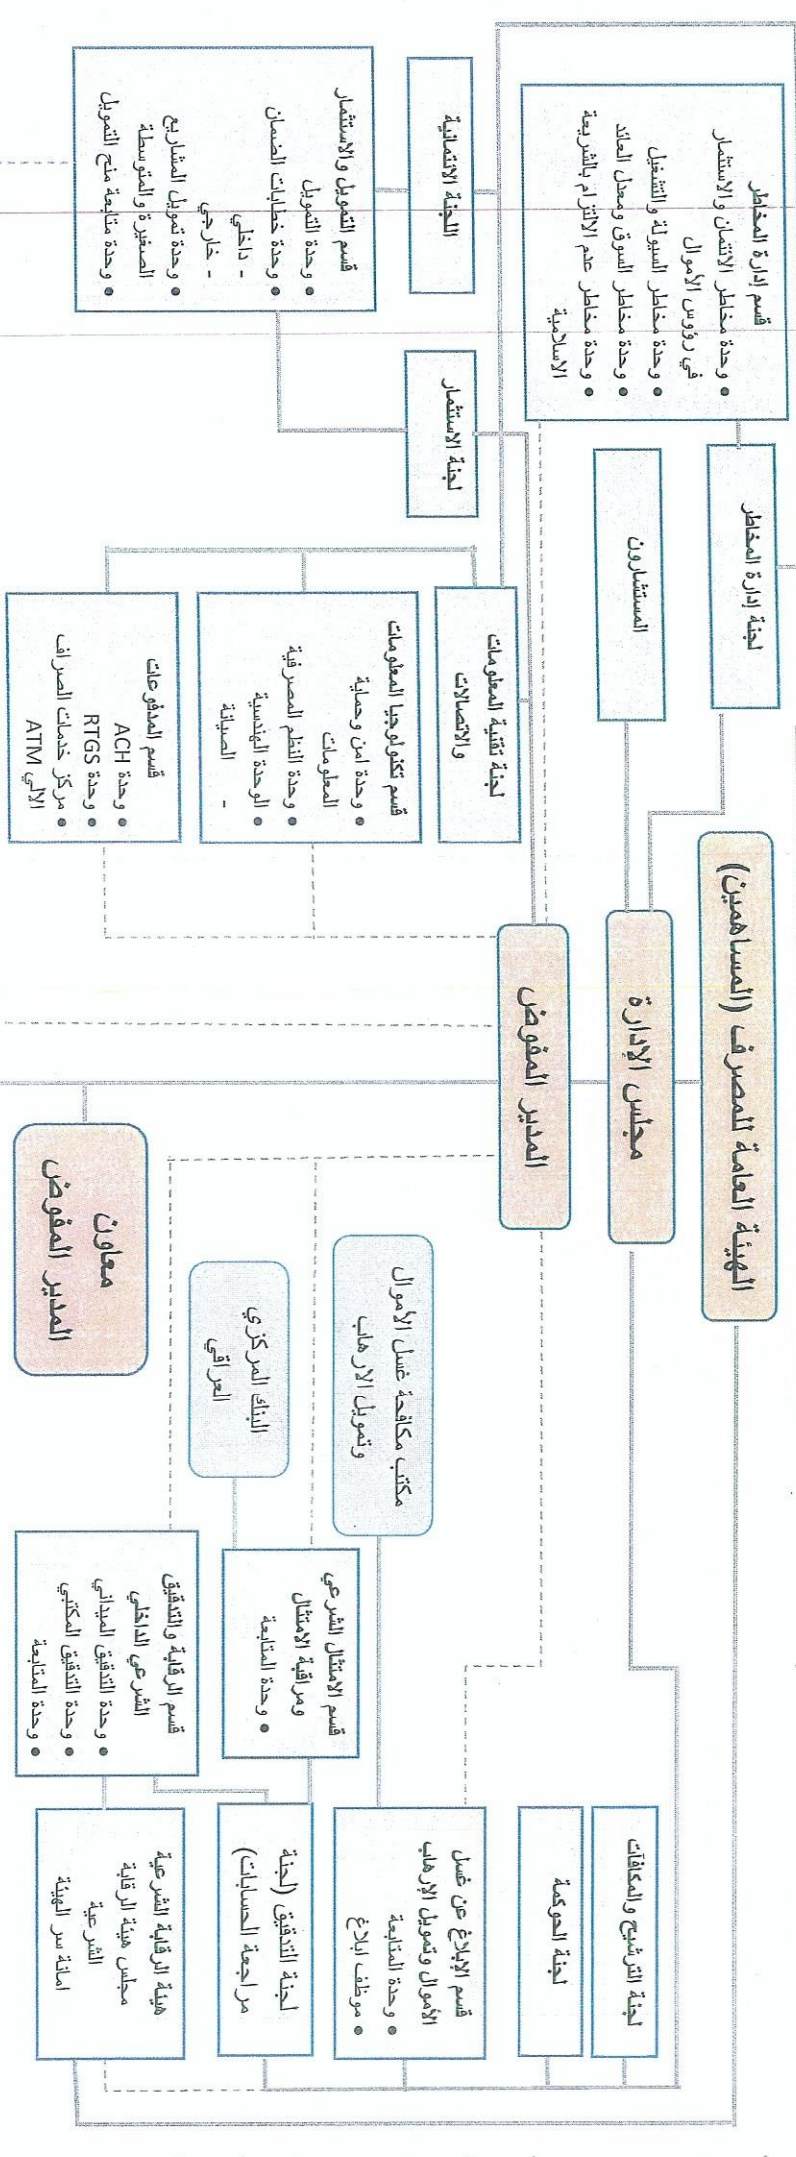 الهيئة العامة للمصرف (المساهمين)
مجلس الإدارة
المدير المفوض
معاون
المدير المفوض
لجنة الترشيح والمكافآت
لجنة الحوكمة
قسم الإبلاغ عن غسل
الأموال وتمويل الإرهاب
• وحدة المتابعة
• موظف ابلاغ
لجنة التدقيق (لجنة
مراجعة الحسابات)
هيئة الرقابة الشرعية
مجلس هيئة الرقابة
الشرعية
امانة سر الهيئة
مكتب مكافحة غسل الأموال
وتمويل الارهاب
البنك المركزي
العراقي
قسم الامتثال الشرعي
ومراقبة الامتثال
• وحدة المتابعة
قسم الرقابة والتدقيق
الشرعي الداخلي
• وحدة التدقيق الميداني
• وحدة التدقيق المكتبي
• وحدة المتابعة
لجنة إدارة المخاطر
المستشارون
قسم إدارة المخاطر
• وحدة مخاطر الائتمان والاستثمار
في رؤوس الأموال
• وحدة مخاطر السيولة والتشغيل
• وحدة مخاطر السوق ومعدل العائد
• وحدة مخاطر عدم الالتزام بالشريعة
الاسلامية
اللجنة الائتمانية
لجنة الاستثمار
قسم التمويل والاستثمار
• وحدة التمويل
• وحدة خطابات الضمان
- داخلي
- خارجي
• وحدة تمويل المشاريع
الصغيرة والمتوسطة
• وحدة متابعة منح التمويل
لجنة تقنية المعلومات
والاتصالات
قسم تكنولوجيا المعلومات
• وحدة امن وحماية
المعلومات
• وحدة النظم المصرفية
• الوحدة الهندسية
- الصيانة
قسم المدفوعات
• وحدة ACH
• وحدة RTGS
• مركز خدمات الصراف
الالي ATM